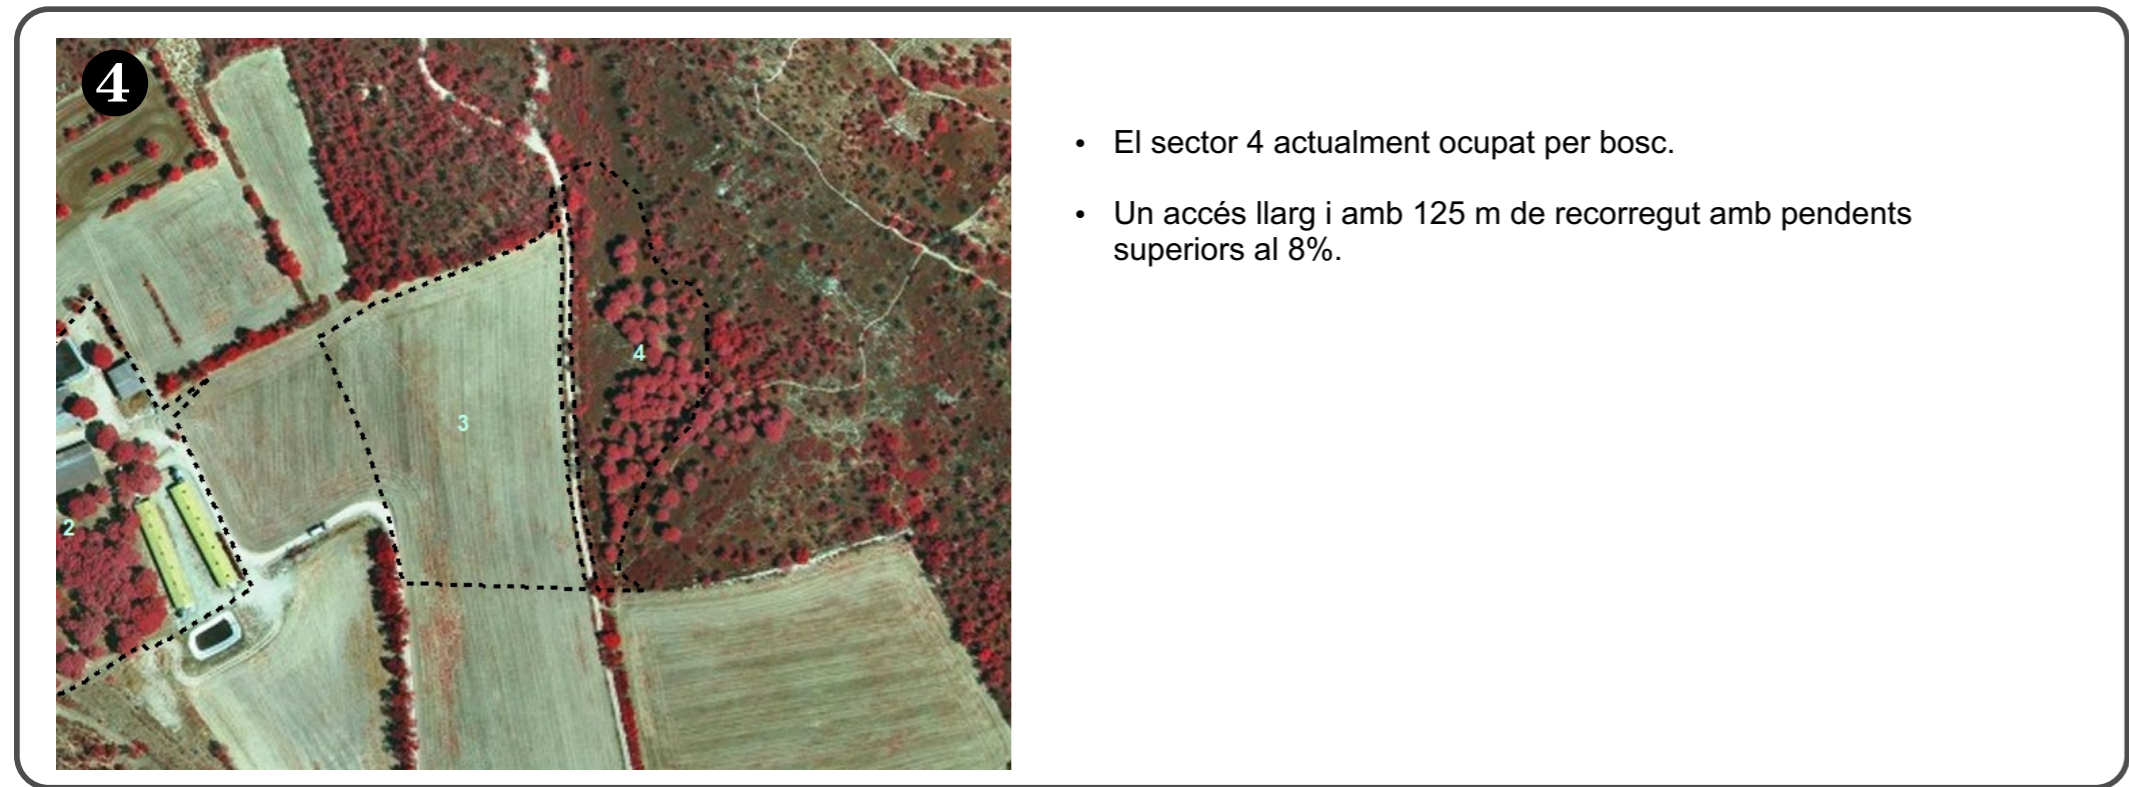 4
4
3
2
• El sector 4 actualment ocupat per bosc.
• Un accés llarg i amb 125 m de recorregut amb pendents
superiors al 8%.